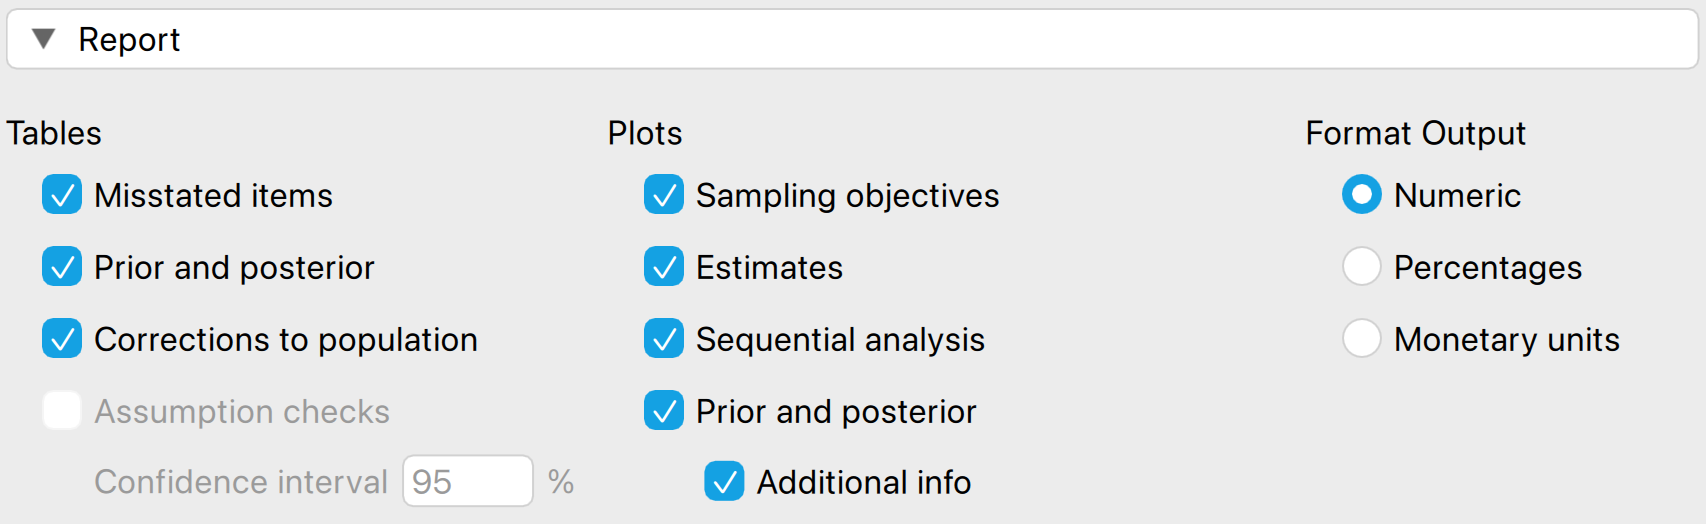 Report
Tables
Misstated items
Prior and posterior
Corrections to population
Assumption checks
Confidence interval 95 %
Plots
Sampling objectives
Estimates
Sequential analysis
Prior and posterior
Additional info
Format Output
Numeric
Percentages
Monetary units